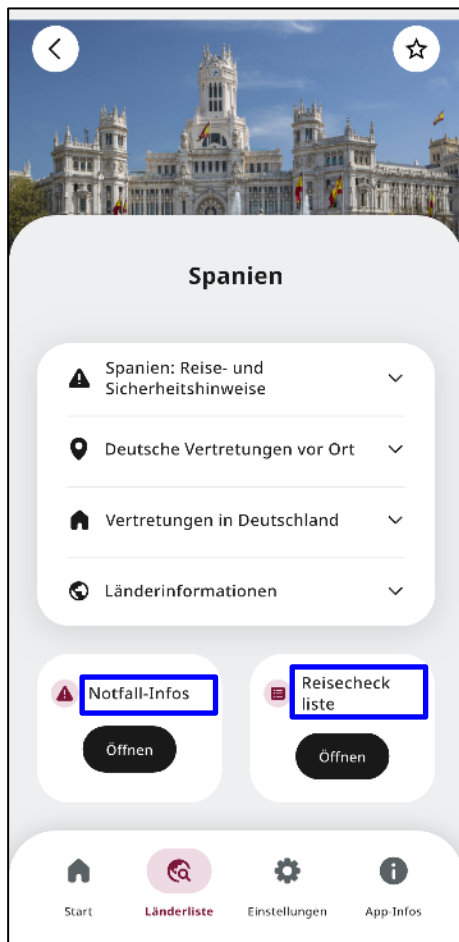 Spanien
Spanien: Reise- und
Sicherheitshinweise
Deutsche Vertretungen vor Ort
Vertretungen in Deutschland
Länderinformationen
Notfall-Infos
Öffnen
Reisecheck
liste
Öffnen
Start
Länderliste
Einstellungen
App-Infos